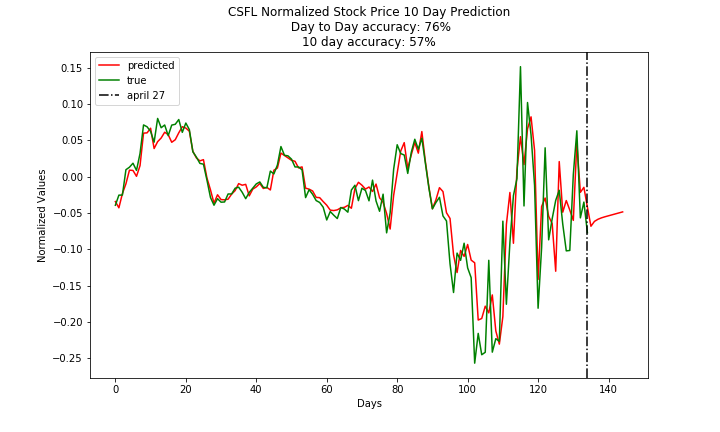 CSFL Normalized Stock Price 10 Day Prediction
Day to Day accuracy: 76%
10 day accuracy: 57%
predicted
true
april 27
Normalized Values
0.15
0.10
0.05
0.00
−0.05
−0.10
−0.15
−0.20
−0.25
0 20 40 60 80 100 120 140
Days